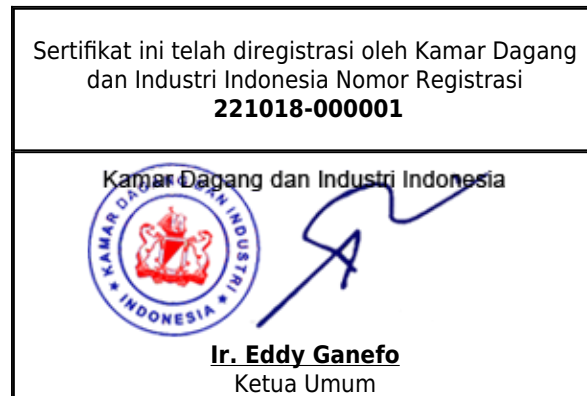 Sertifikat ini telah diregistrasi oleh Kamar Dagang
dan Industri Indonesia Nomor Registrasi
221018-000001
Kamar Dagang dan Industri Indonesia
KAMAR DAGANG DAN INDUSTRI
* INDONESIA *
Ir. Eddy Ganefo
Ketua Umum